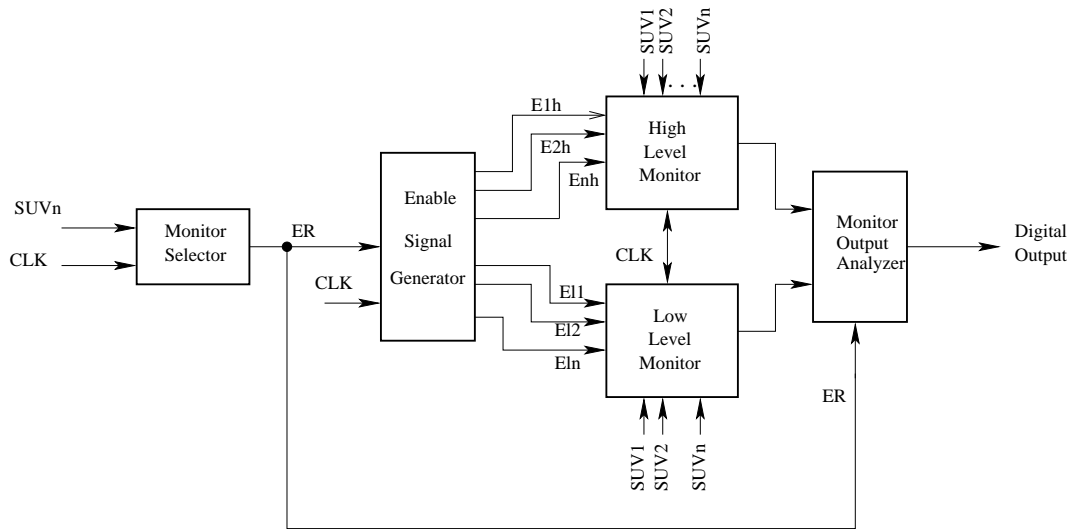 SUV1
SUV2
SUVn
. . .
E1h
E2h
Enh
High
Level
Monitor
Enable
Signal
Generator
SUVn
CLK
Monitor
Selector
ER
CLK
CLK
Monitor
Output
Analyzer
Digital
Output
El1
El2
Eln
Low
Level
Monitor
ER
SUV1
SUV2
SUVn